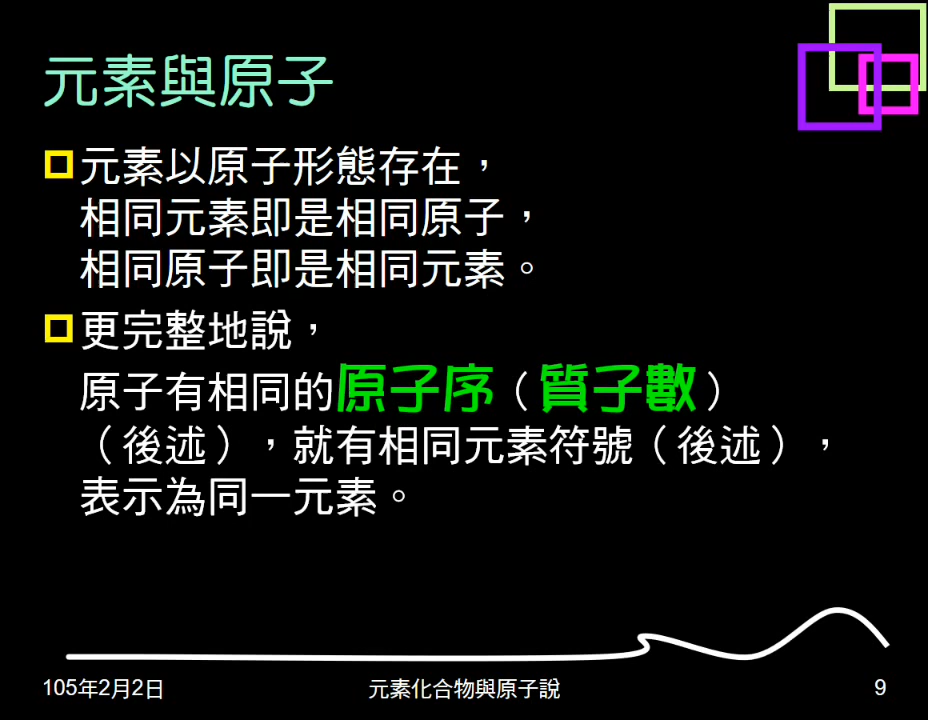 元素與原子
元素以原子形態存在，
相同元素即是相同原子，
相同原子即是相同元素。
更完整地說，
原子有相同的原子序（質子數）
（後述），就有相同元素符號（後述），
表示為同一元素。
105年2月2日
元素化合物與原子說
9